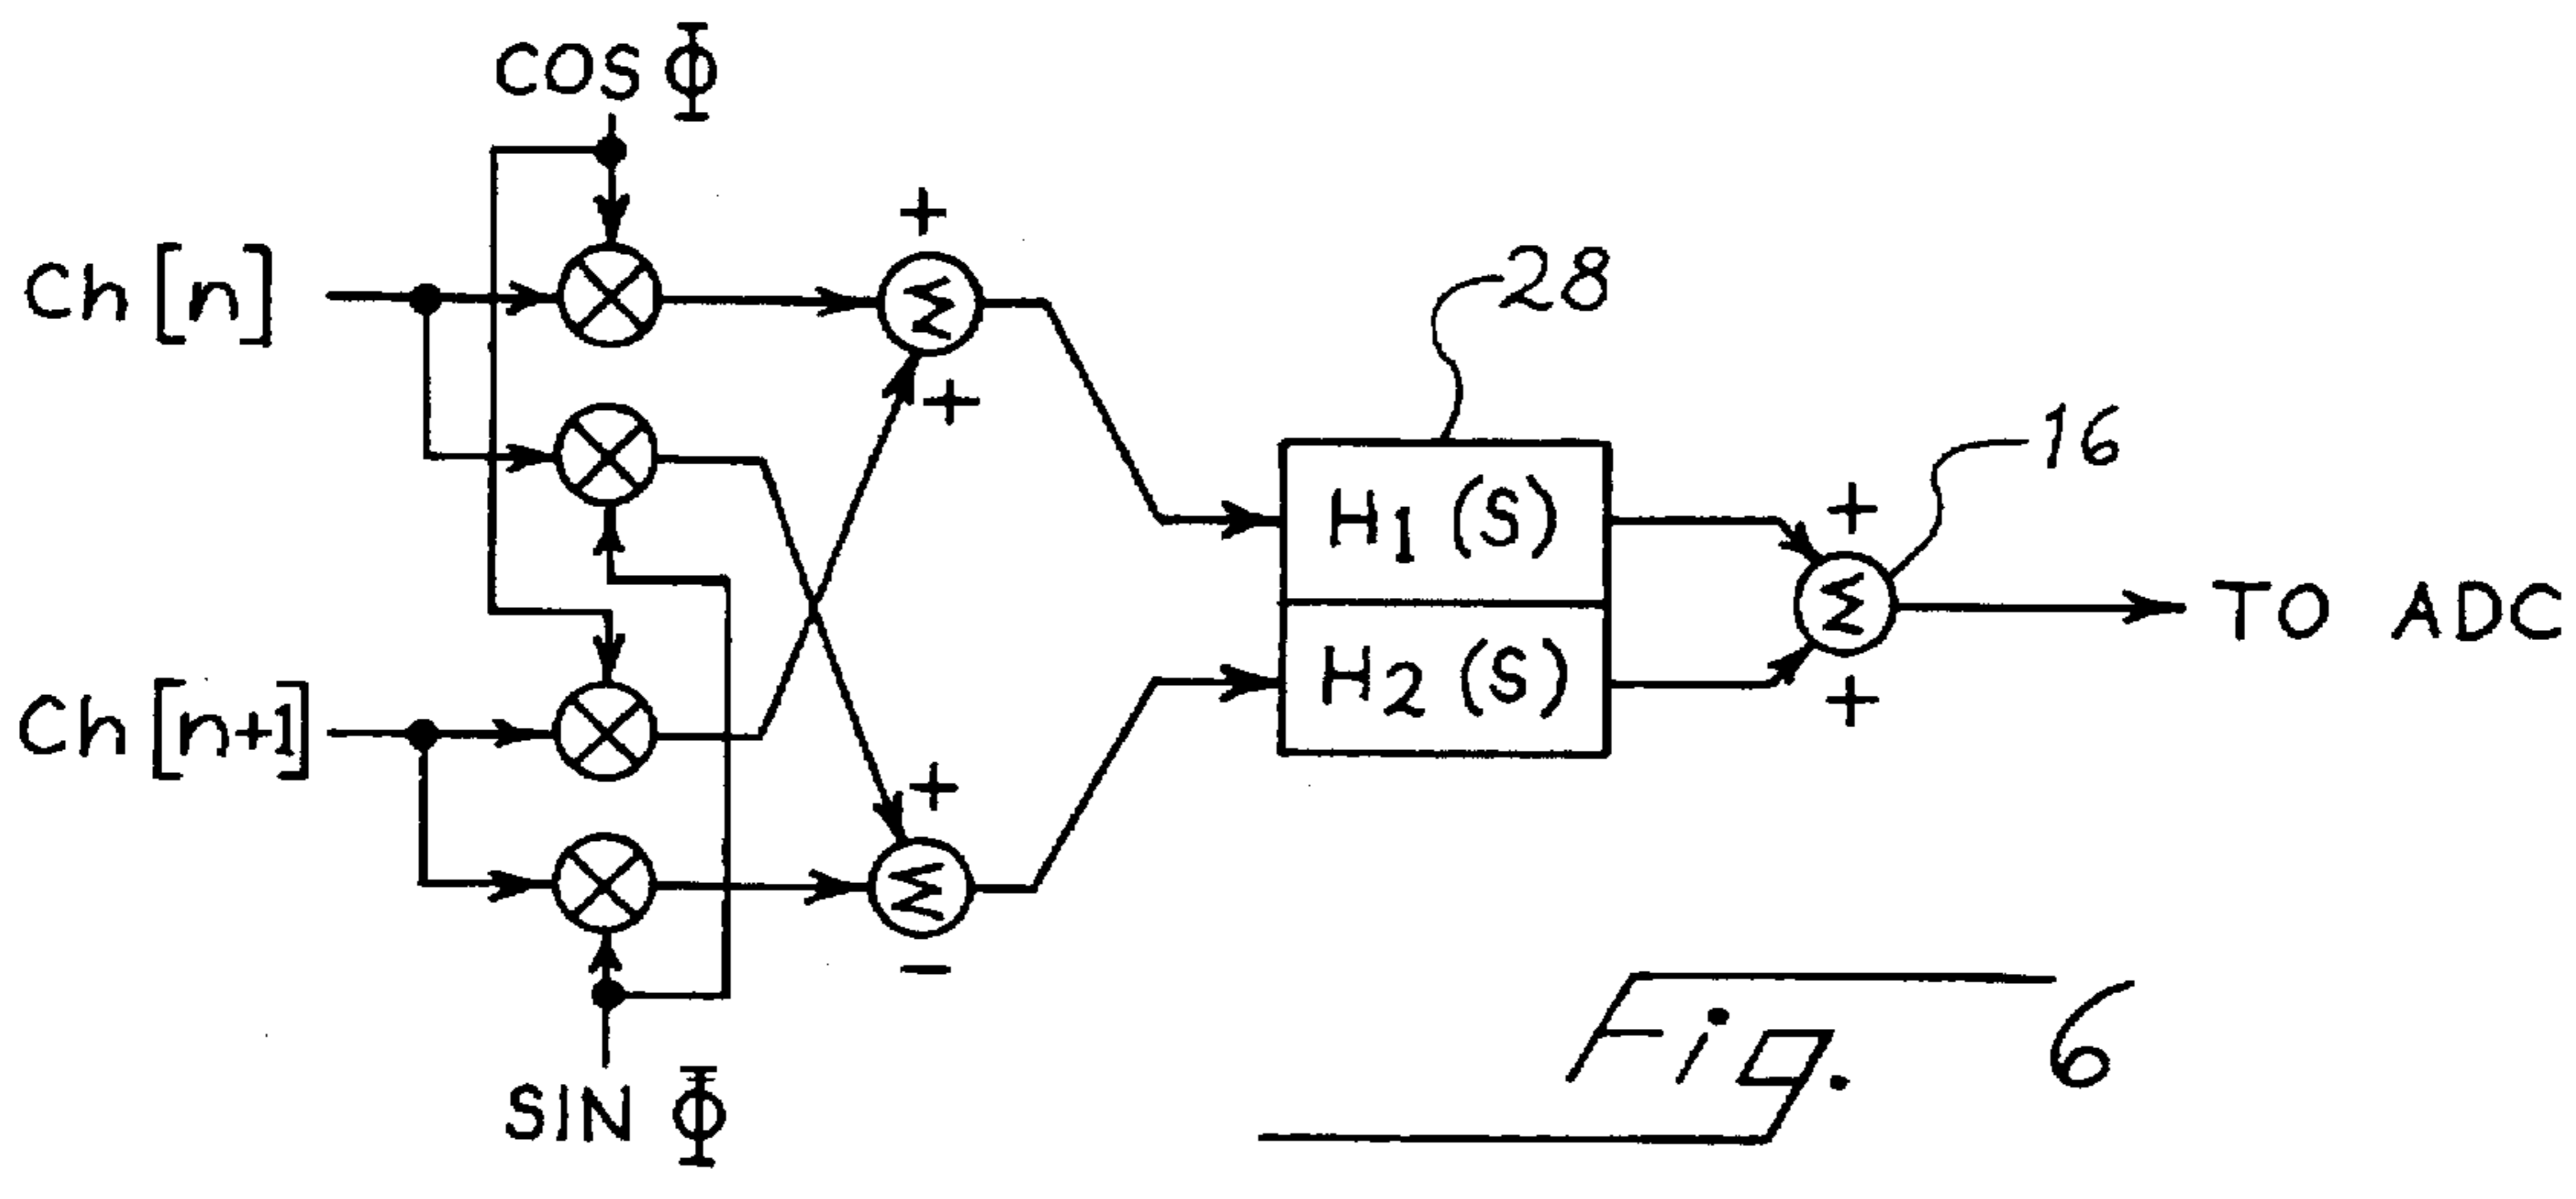 COS Φ
Ch [n]
+
+
28
16
H1 (S)
+
TO ADC
H2 (S)
+
Ch [n+1]
+
−
SIN Φ
Fig. 6